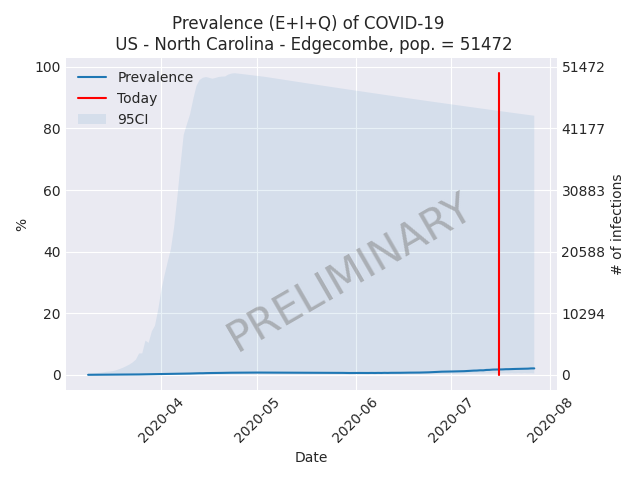 Prevalence (E+I+Q) of COVID-19
US - North Carolina - Edgecombe, pop. = 51472
Prevalence
Today
95CI
100
80
60
40
20
0
%
51472
41177
30883
20588
10294
0
# of infections
PRELIMINARY
2020-04
2020-05
2020-06
2020-07
2020-08
Date